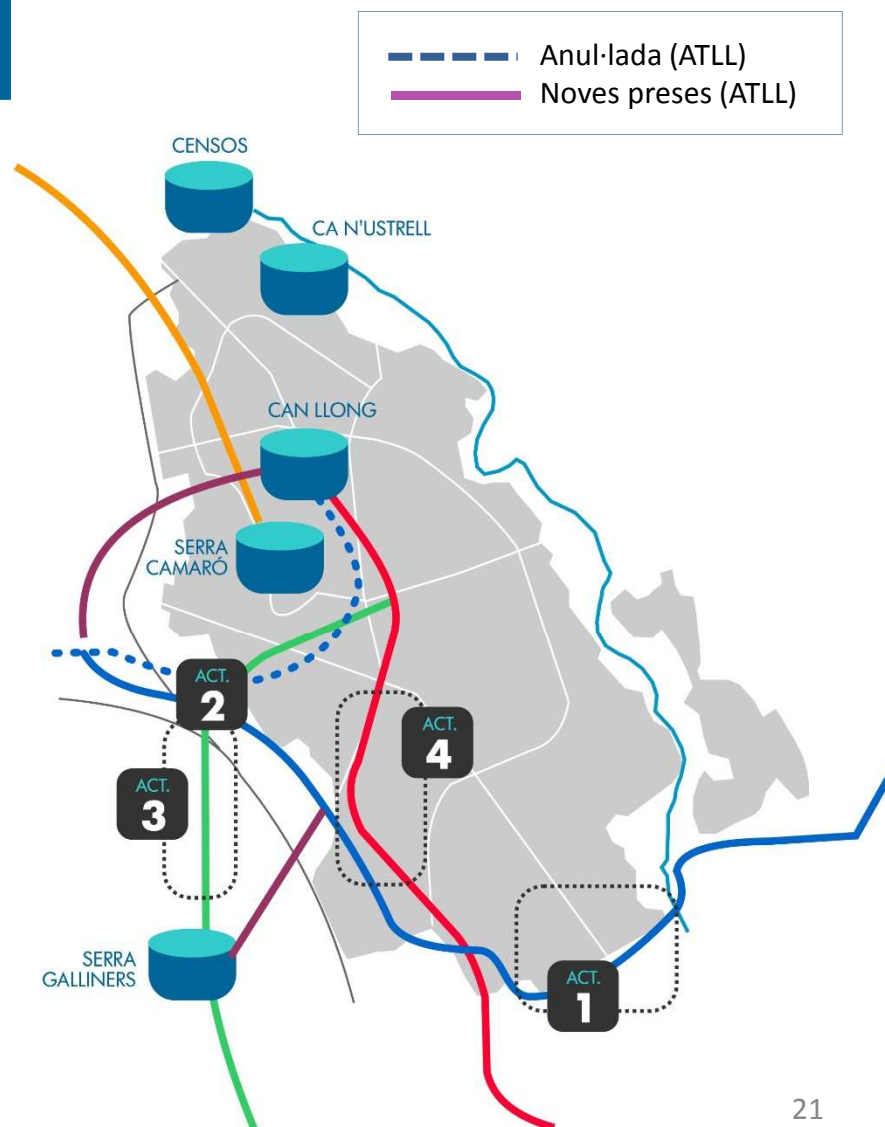 Anul·lada (ATLL)
Noves preses (ATLL)
CENSOS
CA N'USTRELL
CAN LLONG
SERRA
CAMARÓ
ACT.
2
ACT.
4
ACT.
3
SERRA
GALLINERS
ACT.
1
21